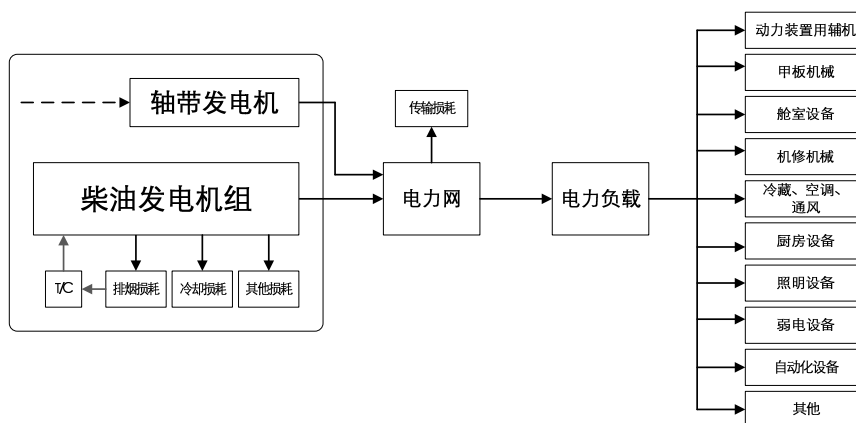 动力装置用辅机
甲板机械
轴带发电机
传输损耗
舱室设备
机修机械
柴油发电机组
电力网
电力负载
冷藏、空调、
通风
厨房设备
T/C
排烟损耗
冷却损耗
其他损耗
照明设备
弱电设备
自动化设备
其他